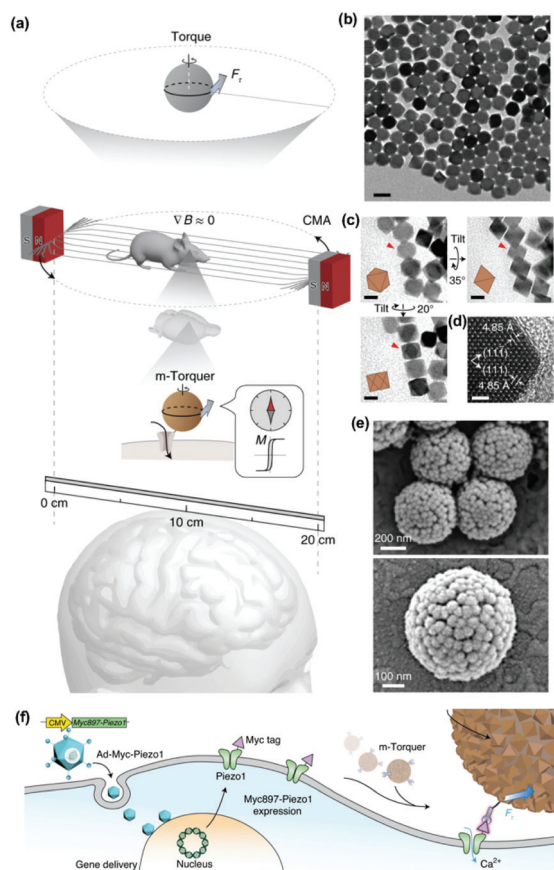 (a)
Torque
Fτ
∇B ≈ 0
CMA
S N
S N
m-Torquer
M
0 cm
10 cm
20 cm
(b)
(c)
Tilt
35°
Tilt
20°
(d)
4.85 Å
(111)
(111)
4.85 Å
(e)
200 nm
100 nm
(f)
CMV
Myc897-Piezo1
Ad-Myc-Piezo1
Myc tag
Piezo1
Myc897-Piezo1
expression
m-Torquer
Fτ
Gene delivery
Nucleus
Ca²⁺